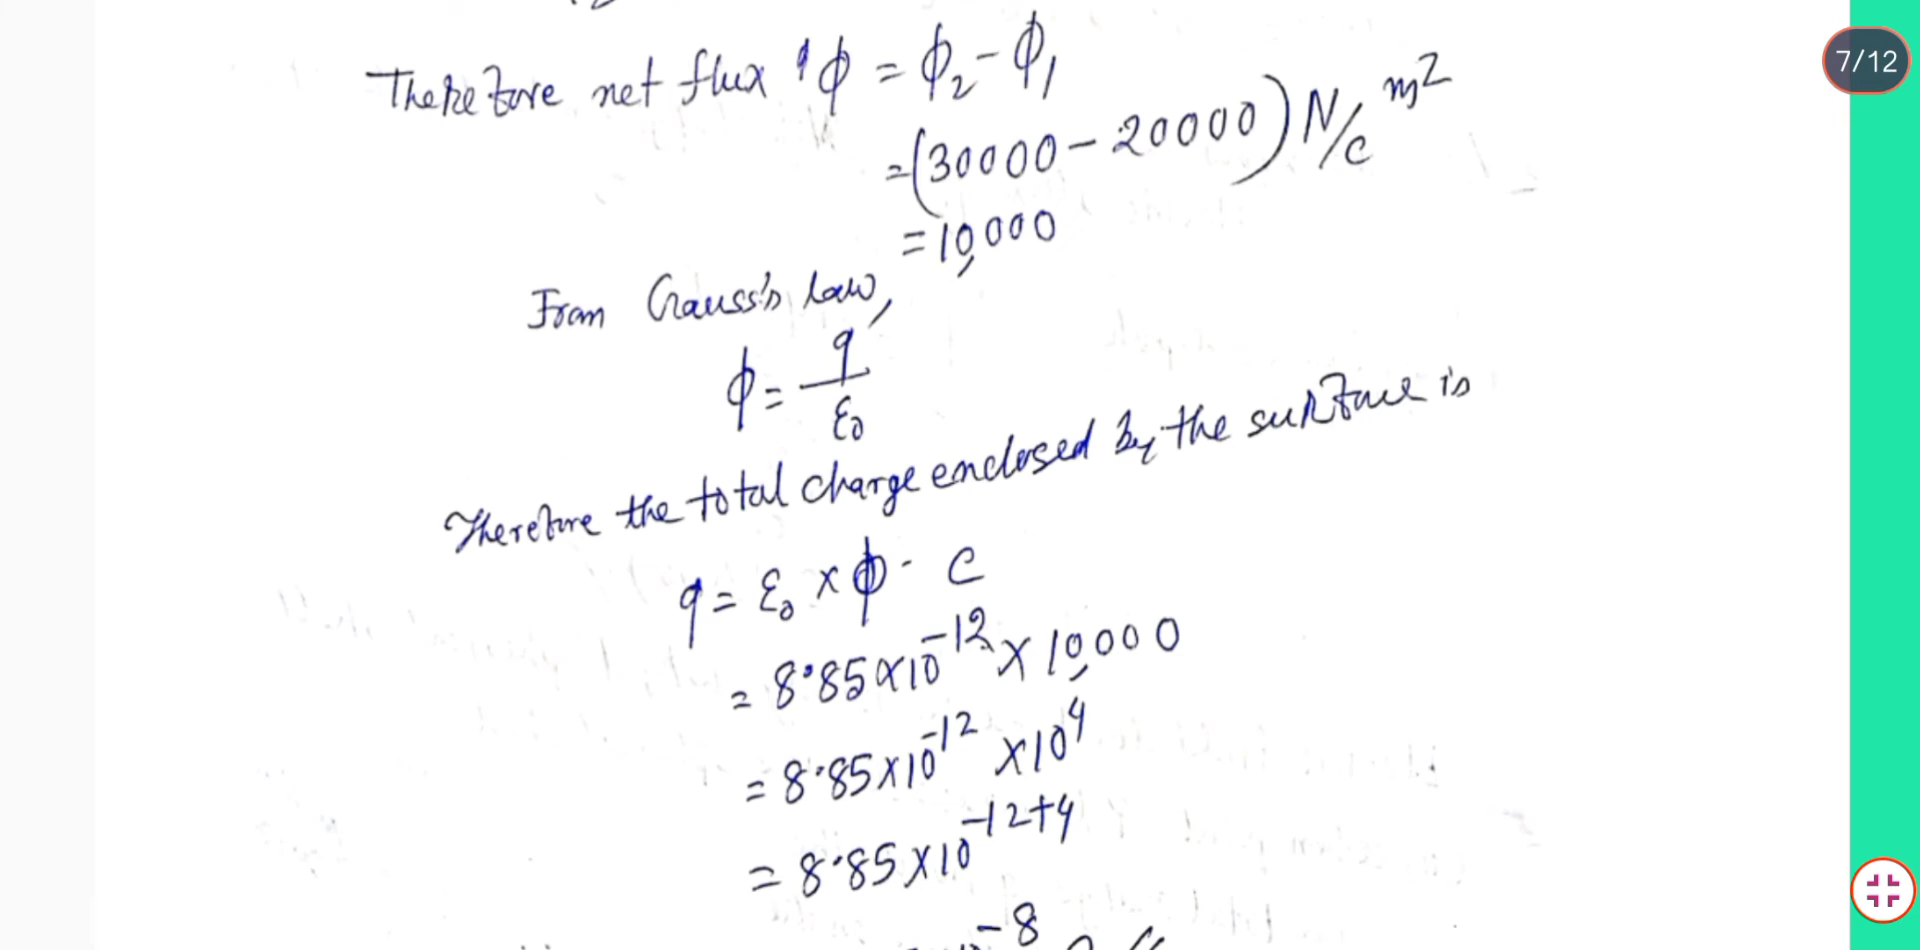 7/12
Therefore net flux ϕ = ϕ₂ - ϕ₁
= (30000 - 20000) N/c m²
= 10,000
From Gauss's law,
ϕ = q/ε₀
Therefore the total charge enclosed by the surface is
q = ε₀ × ϕ · C
= 8.85×10⁻¹² × 10,000
= 8.85×10⁻¹² ×10⁴
= 8.85×10⁻¹²⁺⁴
-8